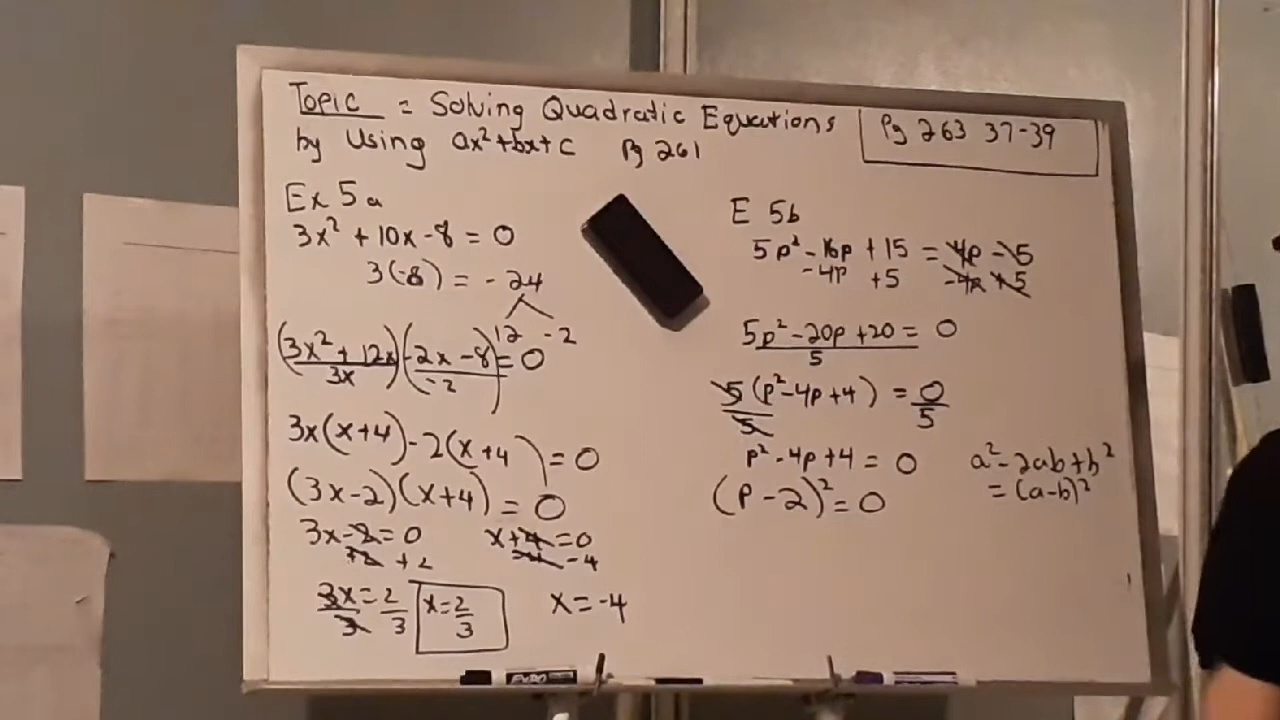 Topic = Solving Quadratic Equations
by Using ax²+bx+c Pg 261
Pg 263 37-39
Ex 5a
3x² + 10x - 8 = 0
3(-8) = - 24
12 - 2
(3x² + 12x)(-2x - 8) = 0
3x -2
3x(x+4) - 2(x+4) = 0
(3x-2)(x+4) = 0
3x-2=0 x+4=0
+2 +2 -4 -4
3x=2 x=2 x=-4
3 3 3
E 5b
5p² - 16p + 15 = 4p - 5
-4p +5 -4p +5
5p² - 20p + 20 = 0
5
5(p² - 4p + 4) = 0
5 5
p² - 4p + 4 = 0
(p - 2)² = 0
a² - 2ab + b²
= (a-b)²
EXPO